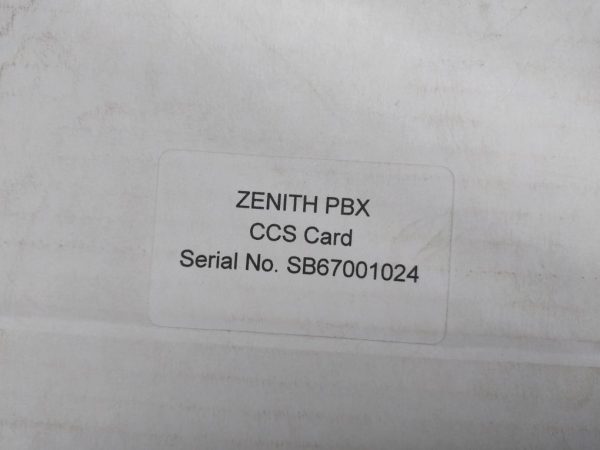 ZENITH PBX
CCS Card
Serial No. SB67001024